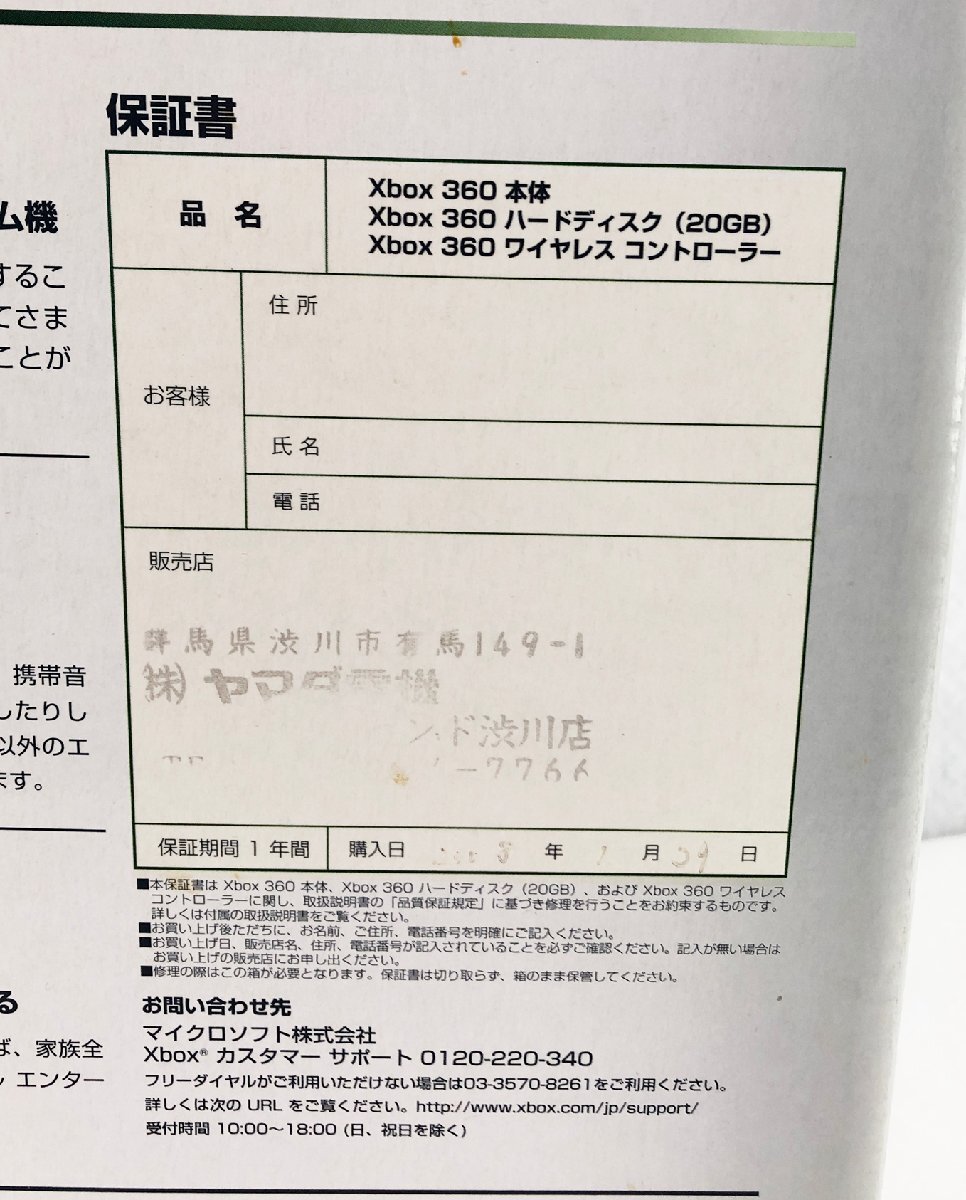 ム機
するこ
てさま
ことが
携帯音
したりし
以外のエ
ます。
る
ば、家族全
エンター
保証書
品 名
Xbox 360 本体
Xbox 360 ハードディスク（20GB）
Xbox 360 ワイヤレス コントローラー
お客様
住 所
氏 名
電 話
販売店
群馬県渋川市有馬149-1
株) ヤマダ電機
ンド渋川店
-7766
保証期間 1 年間
購入日 2008 年 月 29 日
■本保証書は Xbox 360 本体、Xbox 360 ハードディスク（20GB）、および Xbox 360 ワイヤレス
コントローラーに関し、取扱説明書の「品質保証規定」に基づき修理を行うことをお約束するものです。
詳しくは付属の取扱説明書をご覧ください。
■お買い上げ後ただちに、お名前、ご住所、電話番号を明確にご記入ください。
■お買い上げ日、販売店名、住所、電話番号が記入されていることを必ずご確認ください。記入が無い場合は
お買い上げの販売店にお申し出ください。
■修理の際はこの箱が必要となります。保証書は切り取らず、箱のまま保管してください。
お問い合わせ先
マイクロソフト株式会社
Xbox® カスタマー サポート 0120-220-340
フリーダイヤルがご利用いただけない場合は03-3570-8261をご利用ください。
詳しくは次の URL をご覧ください。http://www.xbox.com/jp/support/
受付時間 10:00～18:00 (日、祝日を除く)